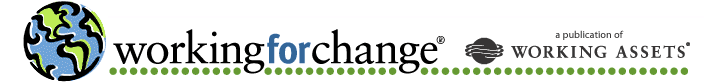 workingforchange®
a publication of
WORKING ASSETS®